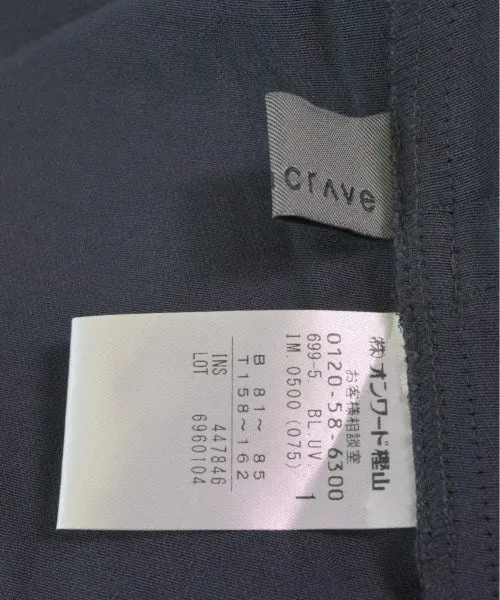 crave
㈱オンワード樫山
お客様相談室
0120-58-6300
699-5. BL.UV 1
IM.0500 (075)
B 81~85
T158~162
INS 447846
LOT 6960104